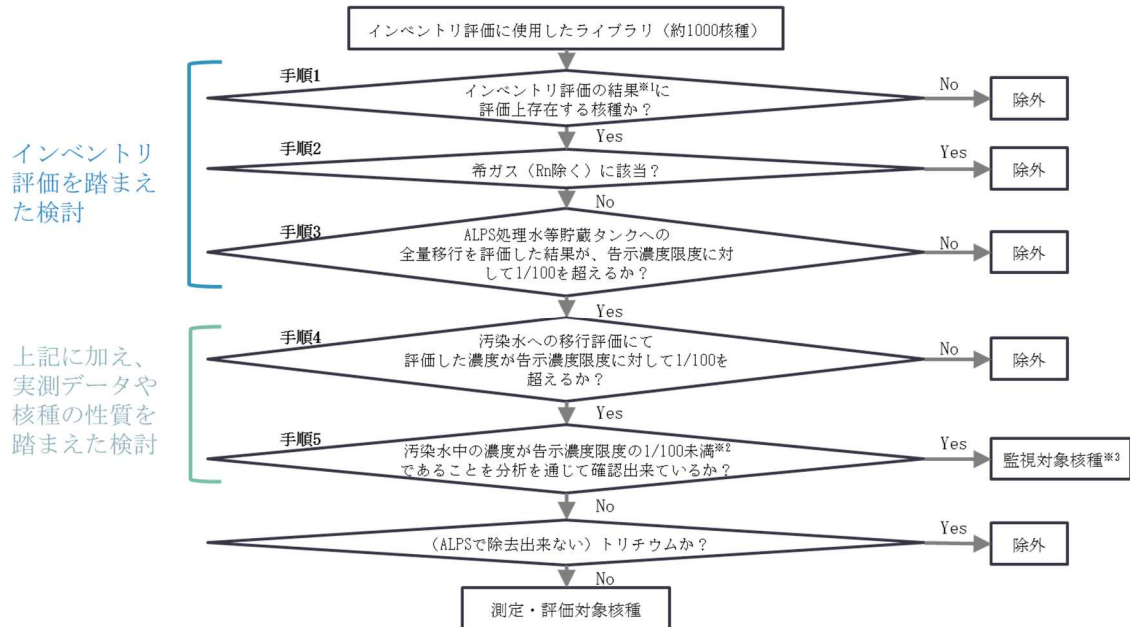 インベントリ評価に使用したライブラリ（約1000核種）
手順1
インベントリ評価の結果※1に
評価上存在する核種か？
No
除外
Yes
インベントリ
評価を踏まえ
た検討
手順2
希ガス（Rn除く）に該当？
Yes
除外
No
手順3
ALPS処理水等貯蔵タンクへの
全量移行を評価した結果が、告示濃度限度に対
して1/100を超えるか？
No
除外
Yes
上記に加え、
実測データや
核種の性質を
踏まえた検討
手順4
汚染水への移行評価にて
評価した濃度が告示濃度限度に対して1/100を
超えるか？
No
除外
Yes
手順5
汚染水中の濃度が告示濃度限度の1/100未満※2
であることを分析を通じて確認出来ているか？
Yes
監視対象核種※3
No
（ALPSで除去出来ない）トリチウムか？
Yes
除外
No
測定・評価対象核種